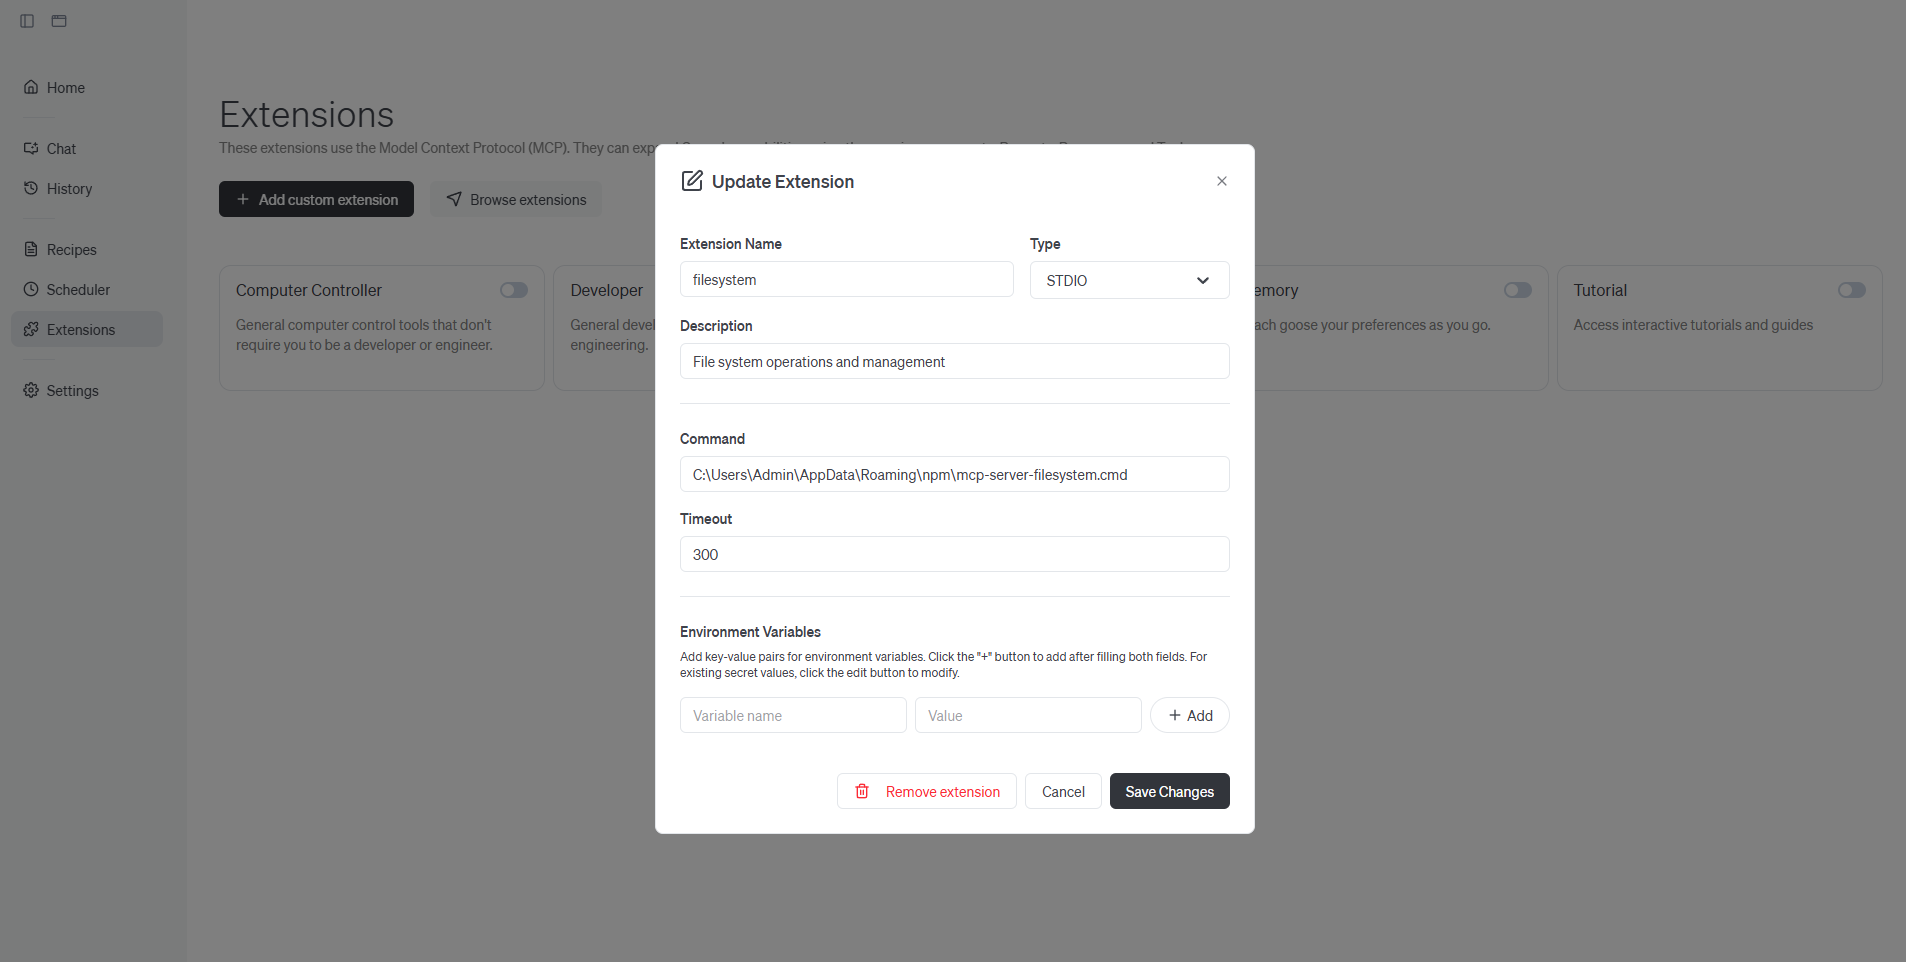 Home
Chat
History
Recipes
Scheduler
Extensions
Settings
Extensions
These extensions use the Model Context Protocol (MCP). They can exp
Add custom extension
Browse extensions
Computer Controller
General computer control tools that don't
require you to be a developer or engineer.
Developer
General devel
engineering.
emory
ach goose your preferences as you go.
Tutorial
Access interactive tutorials and guides
Update Extension
Extension Name
Type
filesystem
STDIO
Description
File system operations and management
Command
C:\Users\Admin\AppData\Roaming\npm\mcp-server-filesystem.cmd
Timeout
300
Environment Variables
Add key-value pairs for environment variables. Click the "+" button to add after filling both fields. For
existing secret values, click the edit button to modify.
Variable name
Value
Add
Remove extension
Cancel
Save Changes